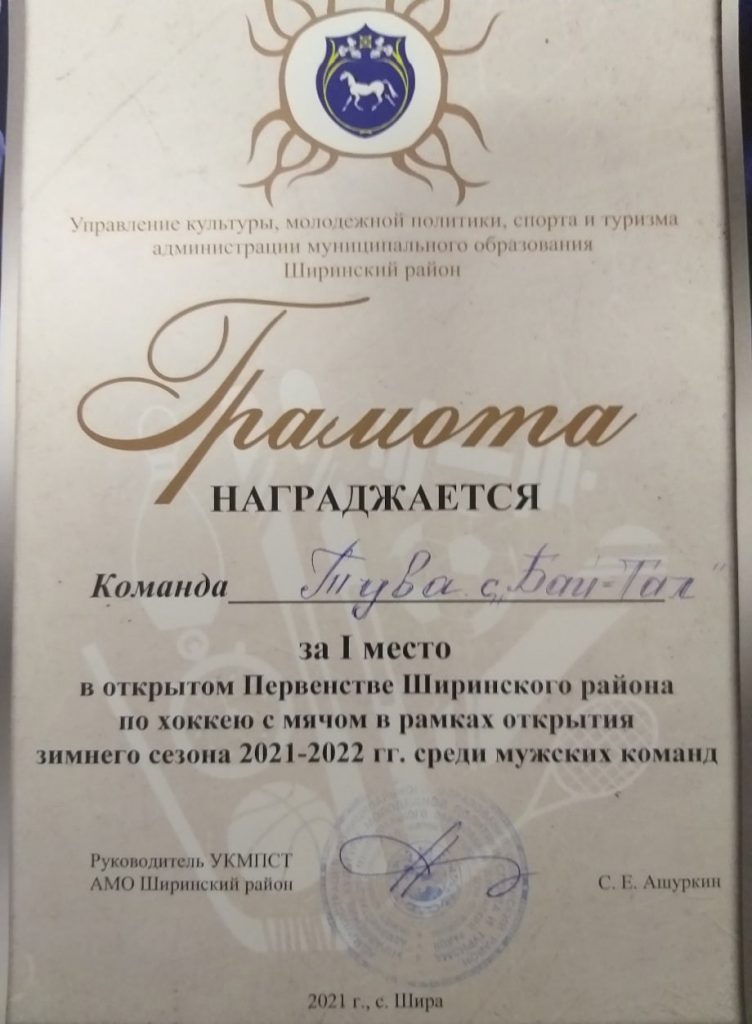 Управление культуры, молодежной политики, спорта и туризма
администрации муниципального образования
Ширинский район
Грамота
НАГРАДЖАЕТСЯ
Команда Тува с „Бай-Тал"
за I место
в открытом Первенстве Ширинского района
по хоккею с мячом в рамках открытия
зимнего сезона 2021-2022 гг. среди мужских команд
Руководитель УКМПСТ
АМО Ширинский район
С. Е. Ашуркин
2021 г., с. Шира